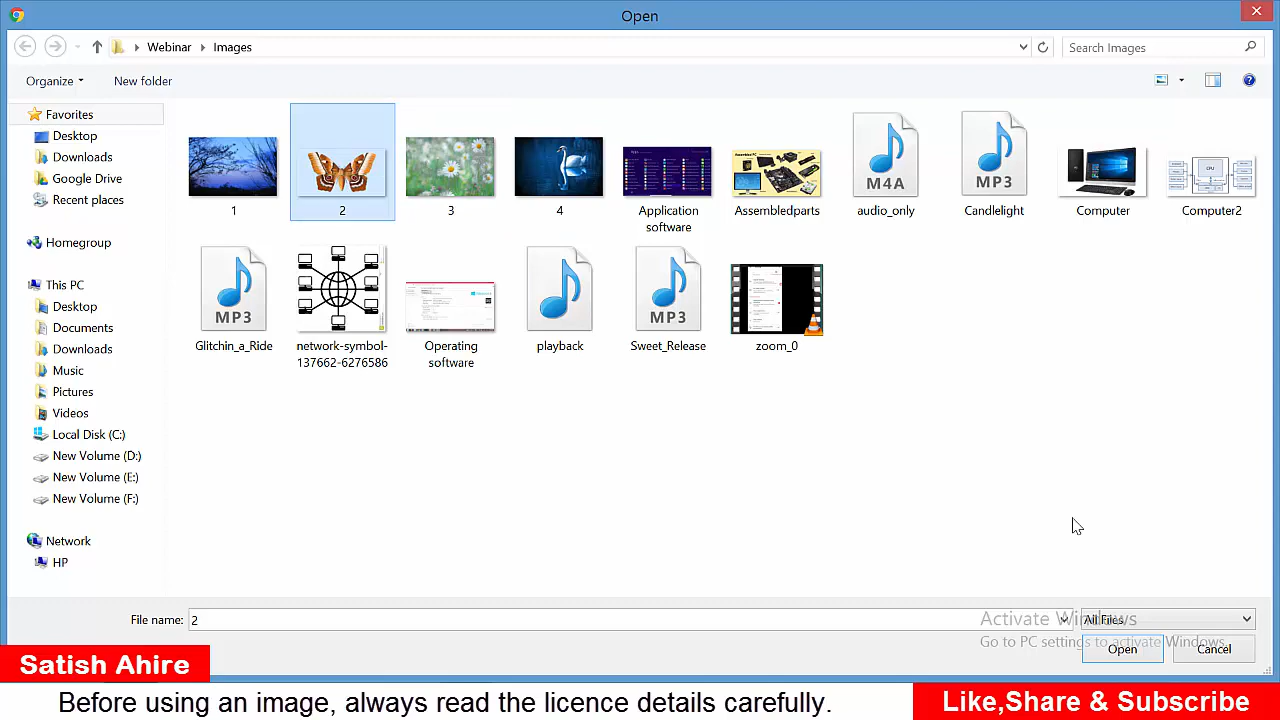 Open
Webinar
Images
Search Images
Organize
New folder
Favorites
Desktop
Downloads
Google Drive
Recent places
Homegroup
This PC
Desktop
Documents
Downloads
Music
Pictures
Videos
Local Disk (C:)
New Volume (D:)
New Volume (E:)
New Volume (F:)
Network
HP
1
2
3
4
Application
software
Assembledparts
M4A
audio_only
MP3
Candlelight
Computer
CPU
Computer2
MP3
Glitchin_a_Ride
network-symbol-
137662-6276586
Operating
software
playback
MP3
Sweet_Release
zoom_0
File name:
2
All Files
Activate Windows
Go to PC settings to activate Windows.
Open
Cancel
Satish Ahire
Before using an image, always read the licence details carefully.
Like,Share & Subscribe